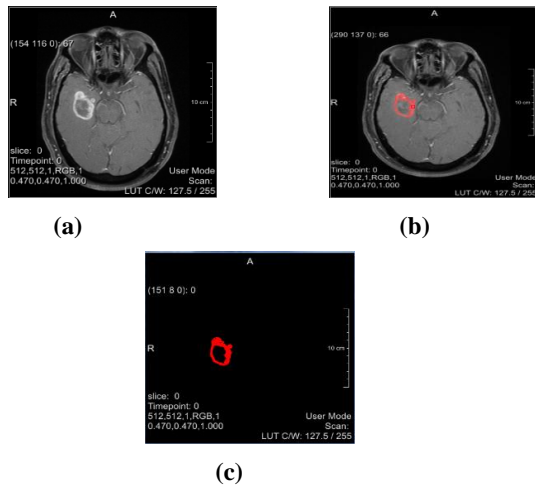 A
(154 116 0): 67
R
10 cm
slice: 0
Timepoint: 0
512,512,1,RGB,1
0.470,0.470,1.000
User Mode
Scan:
LUT C/W: 127.5 / 255
(a)
A
(290 137 0): 66
R
10 cm
slice: 0
Timepoint: 0
512,512,1,RGB,1
0.470,0.470,1.000
User Mode
Scan:
LUT C/W: 127.5 / 255
(b)
A
(151 8 0): 0
R
10 cm
slice: 0
Timepoint: 0
512,512,1,RGB,1
0.470,0.470,1.000
User Mode
Scan:
LUT C/W: 127.5 / 255
(c)